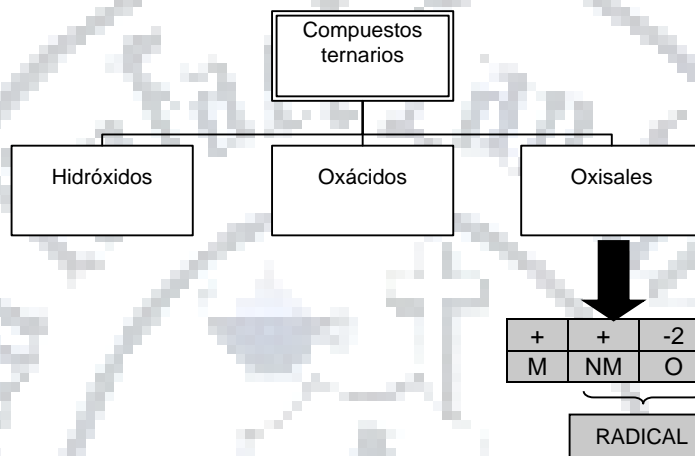 Compuestos
ternarios
Hidróxidos
Oxácidos
Oxisales
+ + -2
M NM O
RADICAL